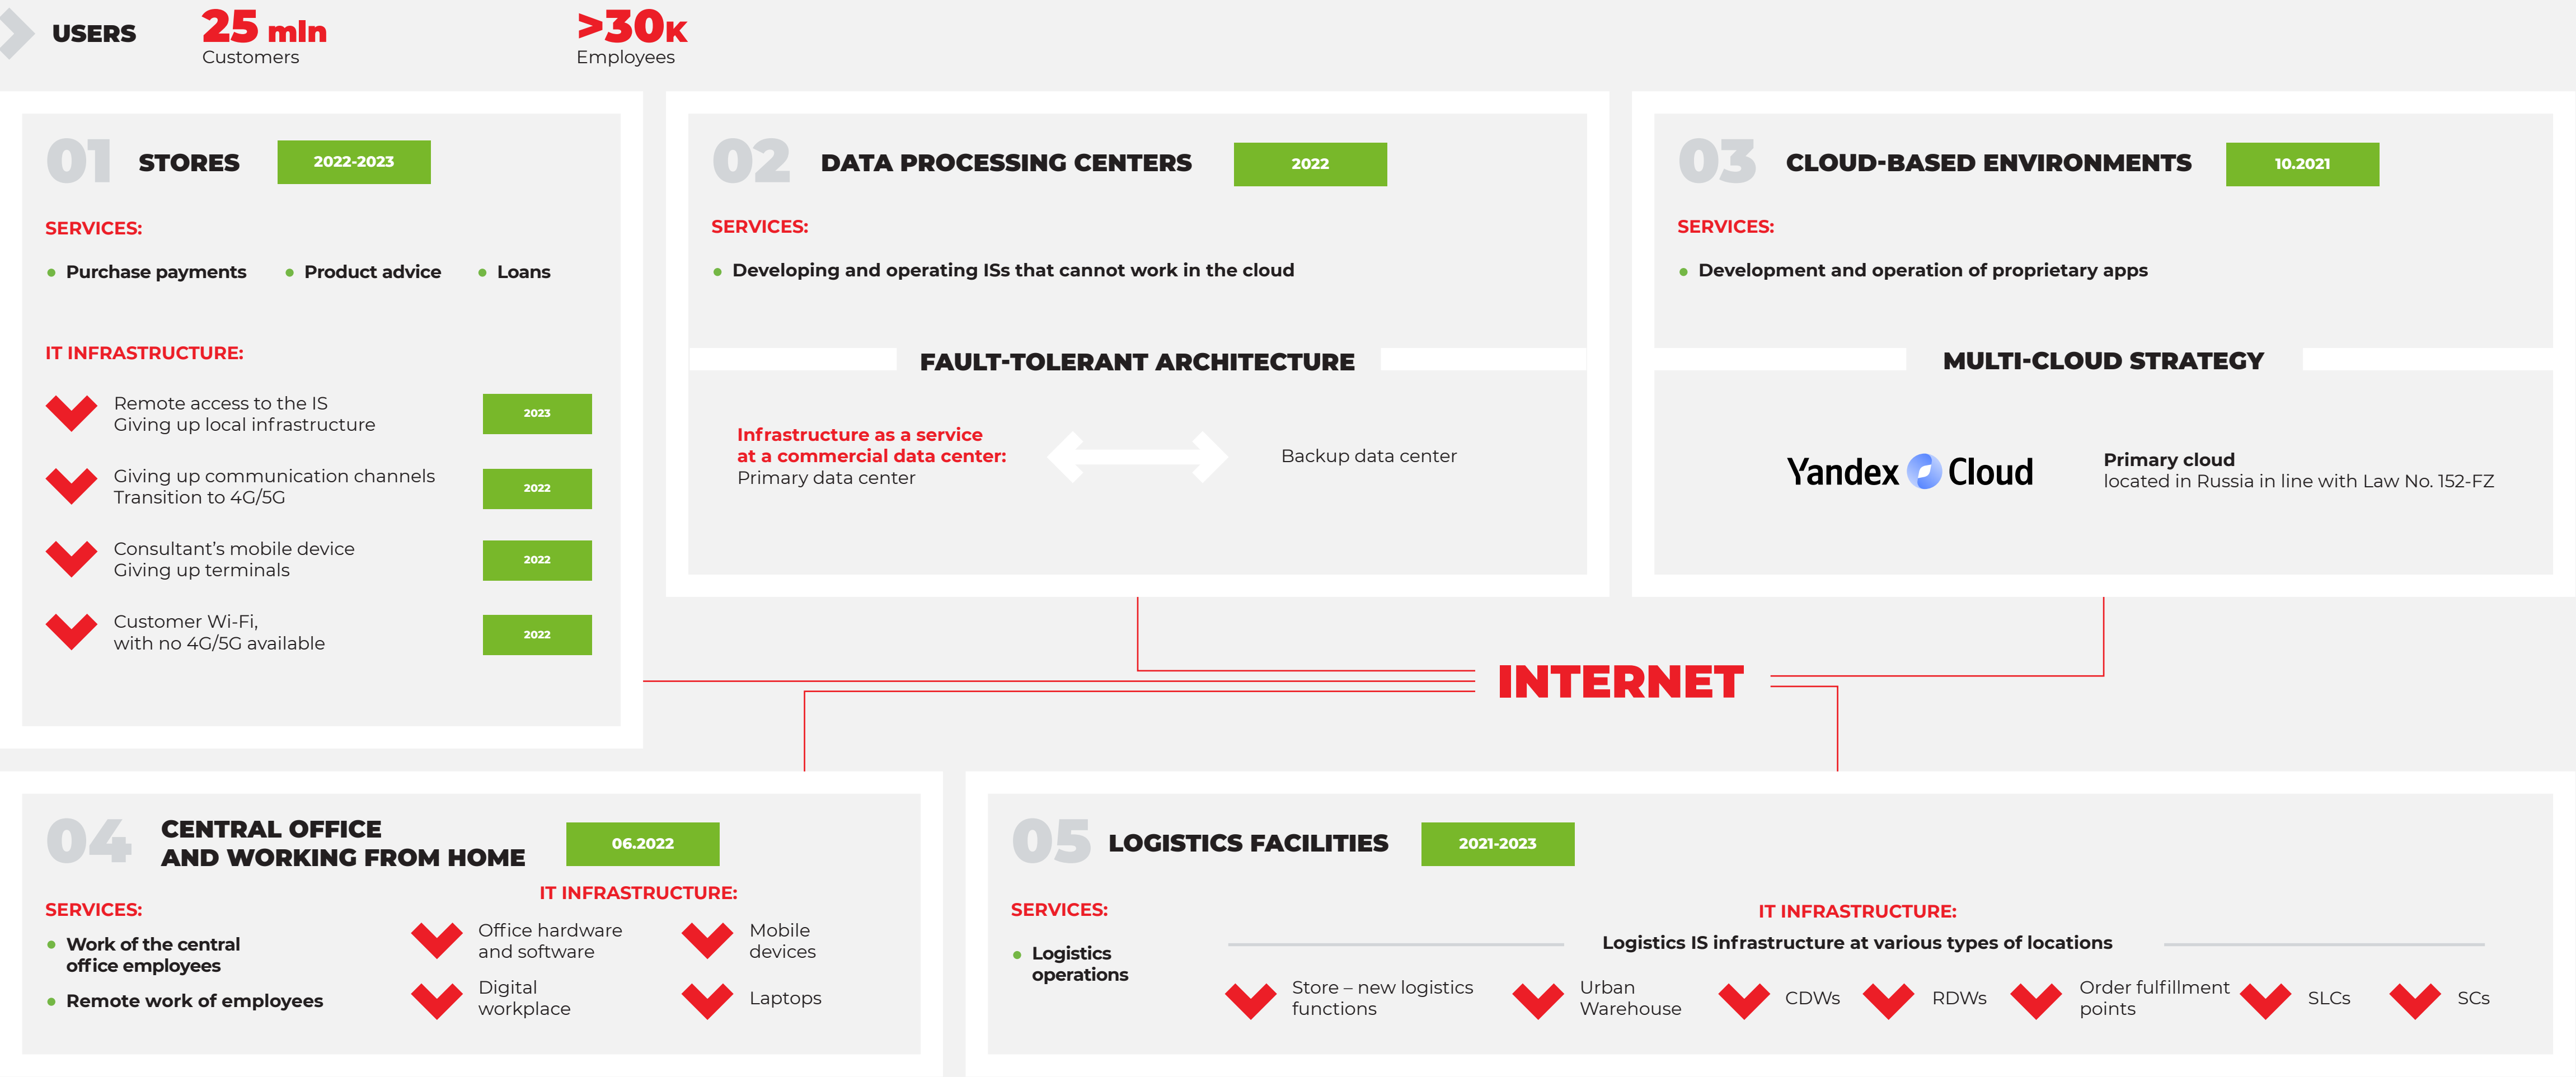 USERS
25 mln
Customers
>30K
Employees
01 STORES
2022-2023
SERVICES:
• Purchase payments • Product advice • Loans
IT INFRASTRUCTURE:
Remote access to the IS
Giving up local infrastructure
2023
Giving up communication channels
Transition to 4G/5G
2022
Consultant’s mobile device
Giving up terminals
2022
Customer Wi-Fi,
with no 4G/5G available
2022
02 DATA PROCESSING CENTERS
2022
SERVICES:
• Developing and operating ISs that cannot work in the cloud
FAULT-TOLERANT ARCHITECTURE
Infrastructure as a service
at a commercial data center:
Primary data center
Backup data center
03 CLOUD-BASED ENVIRONMENTS
10.2021
SERVICES:
• Development and operation of proprietary apps
MULTI-CLOUD STRATEGY
Yandex Cloud
Primary cloud
located in Russia in line with Law No. 152-FZ
INTERNET
04 CENTRAL OFFICE
AND WORKING FROM HOME
06.2022
SERVICES:
• Work of the central
office employees
• Remote work of employees
IT INFRASTRUCTURE:
Office hardware
and software
Mobile
devices
Digital
workplace
Laptops
05 LOGISTICS FACILITIES
2021-2023
SERVICES:
• Logistics
operations
IT INFRASTRUCTURE:
Logistics IS infrastructure at various types of locations
Store – new logistics
functions
Urban
Warehouse
CDWs
RDWs
Order fulfillment
points
SLCs
SCs